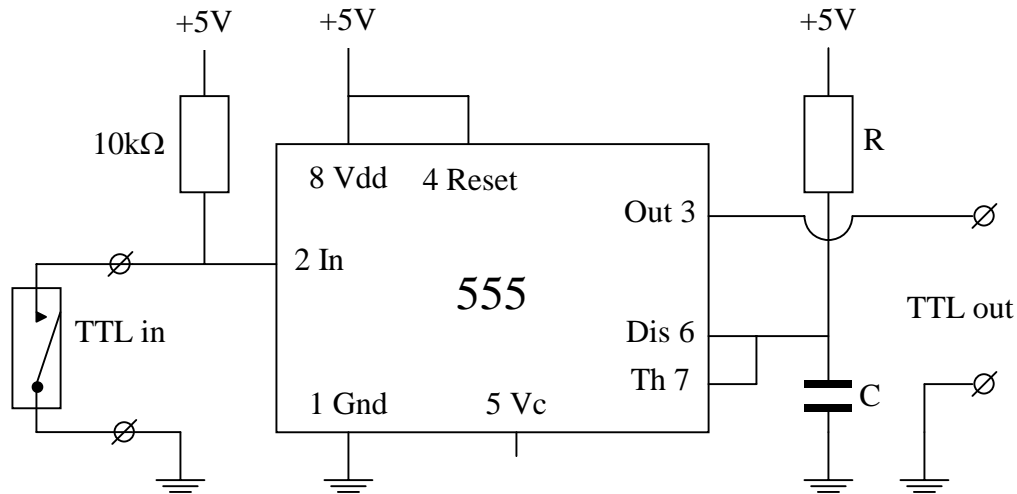 +5V
+5V
+5V
10kΩ
R
8 Vdd
4 Reset
Out 3
2 In
555
TTL in
Dis 6
TTL out
Th 7
1 Gnd
5 Vc
C